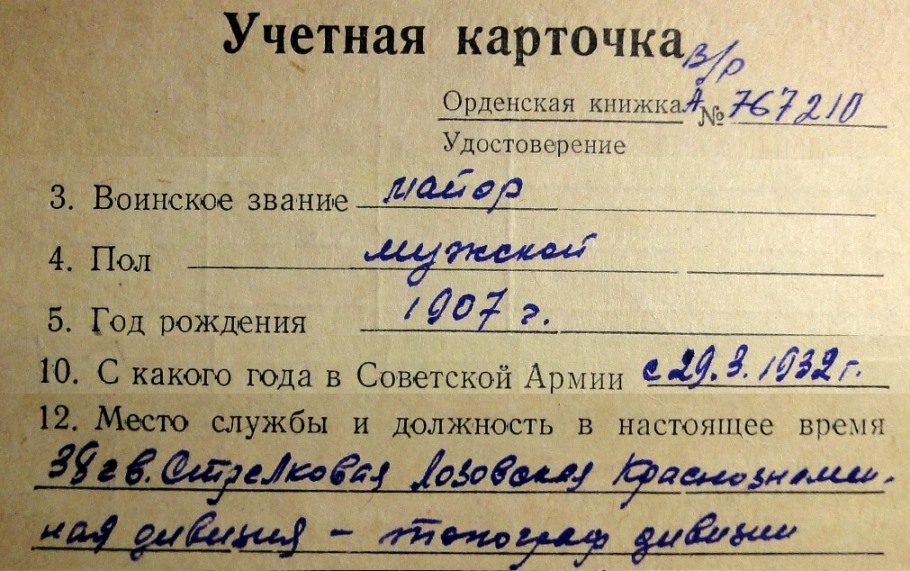 Учетная карточка
в/р
Орденская книжка А № 767210
Удостоверение
3. Воинское звание майор
4. Пол мужской
5. Год рождения 1907 г.
10. С какого года в Советской Армии с 29.3.1932 г.
12. Место службы и должность в настоящее время
38 гв. Стрелковая Лозовская Краснознамен-
ная дивизия – топограф дивизии